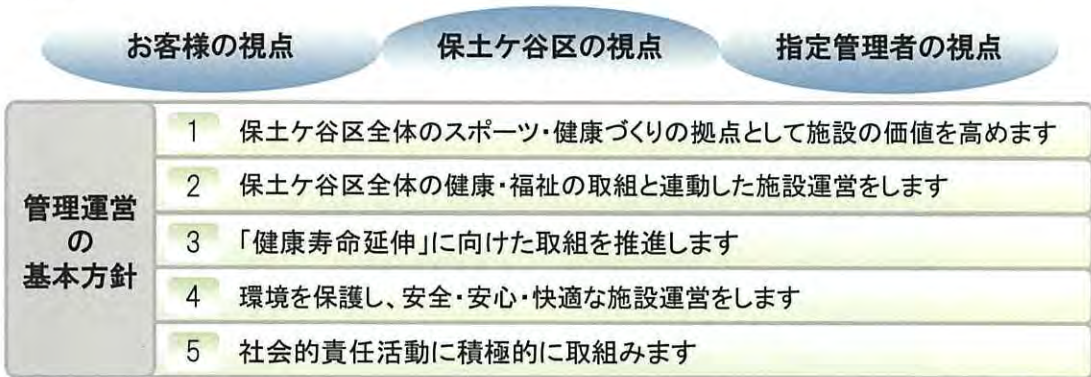 お客様の視点 保土ケ谷区の視点 指定管理者の視点
管理運営
の
基本方針
1 保土ケ谷区全体のスポーツ・健康づくりの拠点として施設の価値を高めます
2 保土ケ谷区全体の健康・福祉の取組と連動した施設運営をします
3 「健康寿命延伸」に向けた取組を推進します
4 環境を保護し、安全・安心・快適な施設運営をします
5 社会的責任活動に積極的に取組みます